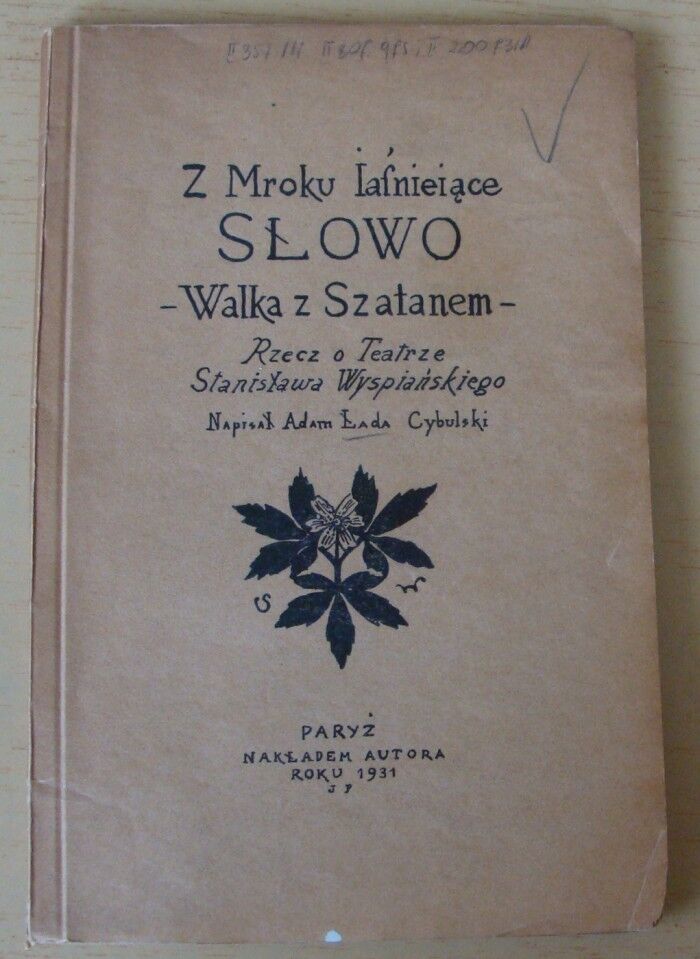 Z Mroku Iaśnieiące
SŁOWO
- Walka z Szatanem -
Rzecz o Teatrze
Stanisława Wyspiańskiego
Napisał Adam Łada Cybulski
PARYŻ
NAKŁADEM AUTORA
ROKU 1931